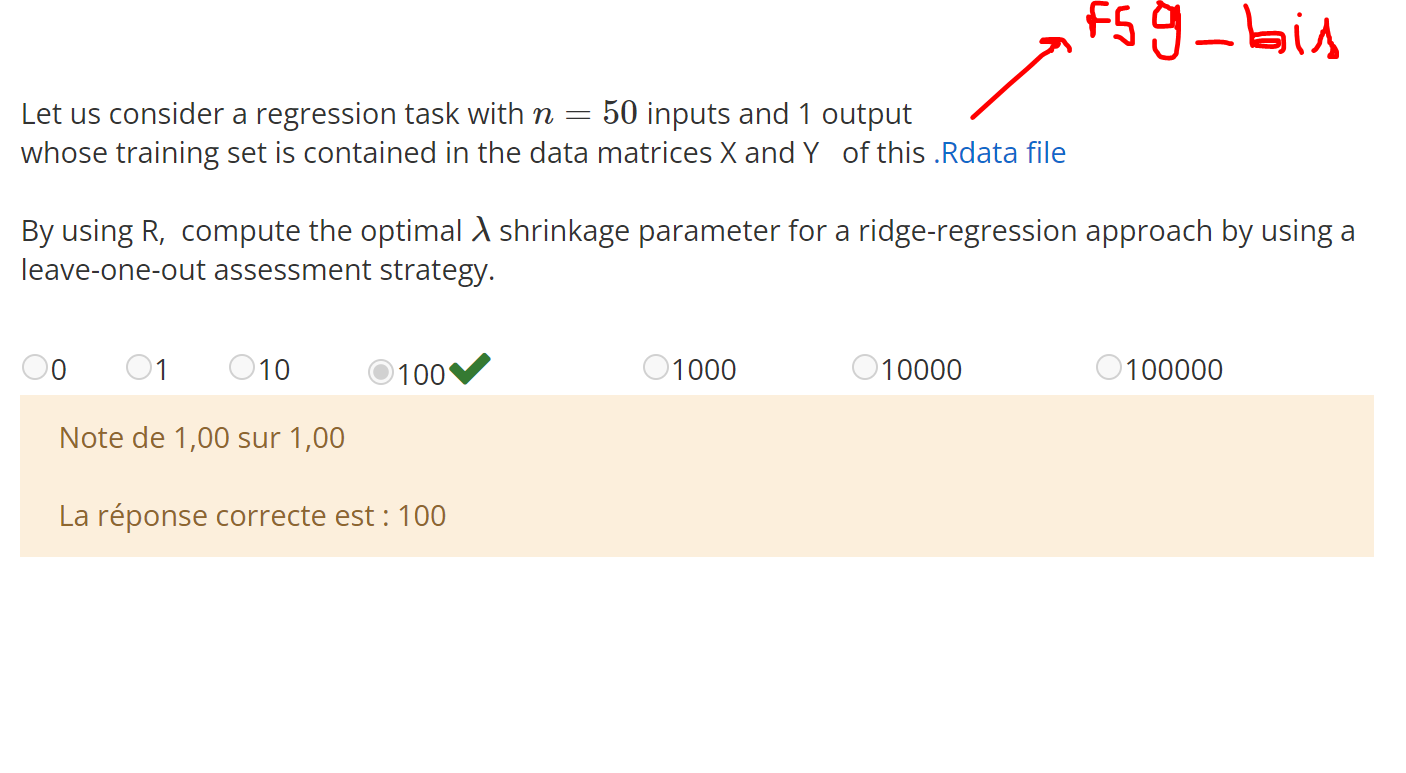 FSg_bis
Let us consider a regression task with n = 50 inputs and 1 output
whose training set is contained in the data matrices X and Y of this .Rdata file
By using R, compute the optimal λ shrinkage parameter for a ridge-regression approach by using a
leave-one-out assessment strategy.
0 1 10 100 1000 10000 100000
Note de 1,00 sur 1,00
La réponse correcte est : 100